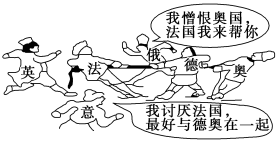 我憎恨奥国，
法国我来帮你
俄
英
法
德
奥
意
我讨厌法国，
最好与德奥在一起